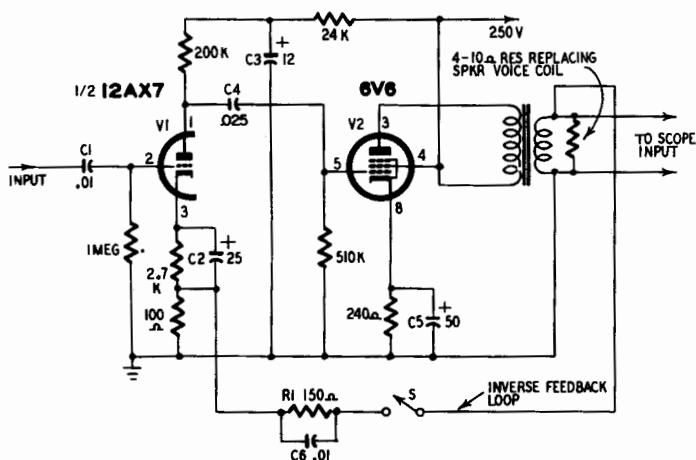 24K
250V
200K
C3
+
12
4-10Ω RES REPLACING
SPKR VOICE COIL
1/2 12AX7
C4
.025
6V6
V1
1
V2
3
C1
.01
INPUT
2
5
4
TO SCOPE
INPUT
3
8
1MEG
2.7
K
C2
+
25
510K
100
Ω
240Ω
C5
+
50
R1 150Ω
S
INVERSE FEEDBACK
LOOP
C6 .01